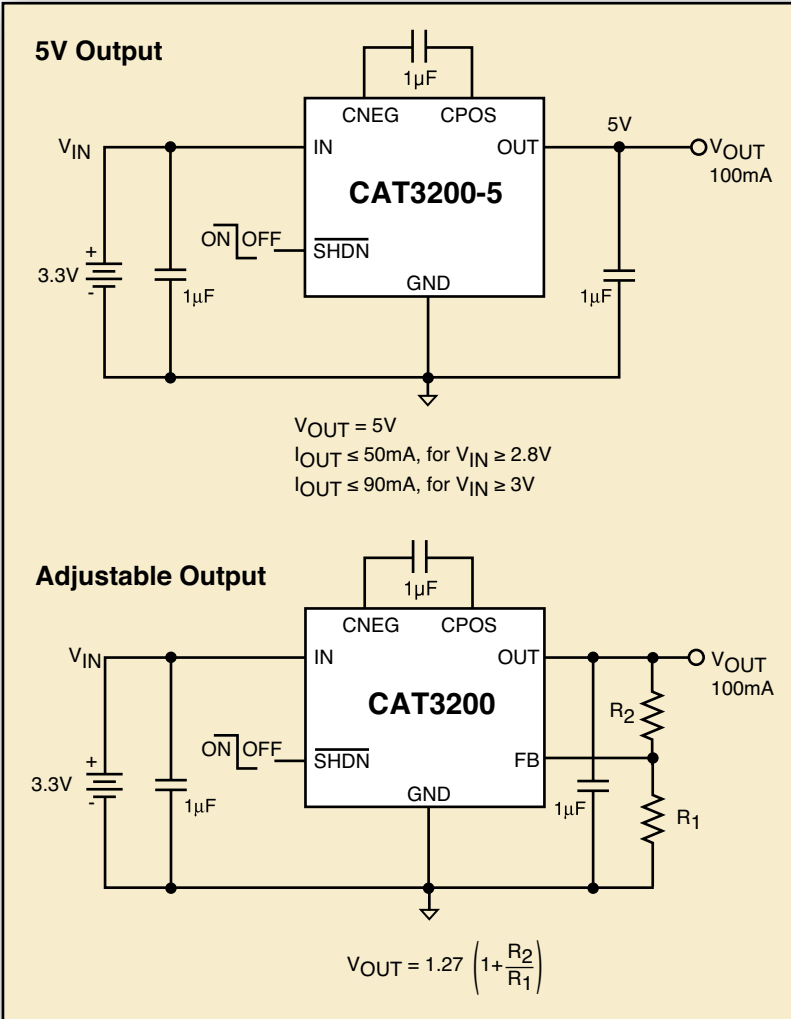 5V Output
1µF
CNEG CPOS
5V
VIN IN OUT VOUT
100mA
CAT3200-5
ON OFF SHDN
+
3.3V
-
1µF
1µF
GND
VOUT = 5V
IOUT ≤ 50mA, for VIN ≥ 2.8V
IOUT ≤ 90mA, for VIN ≥ 3V
Adjustable Output
1µF
CNEG CPOS
VIN IN OUT VOUT
100mA
CAT3200
R2
ON OFF SHDN FB
+
3.3V
-
1µF
1µF
R1
GND
VOUT = 1.27 (1+R2/R1)